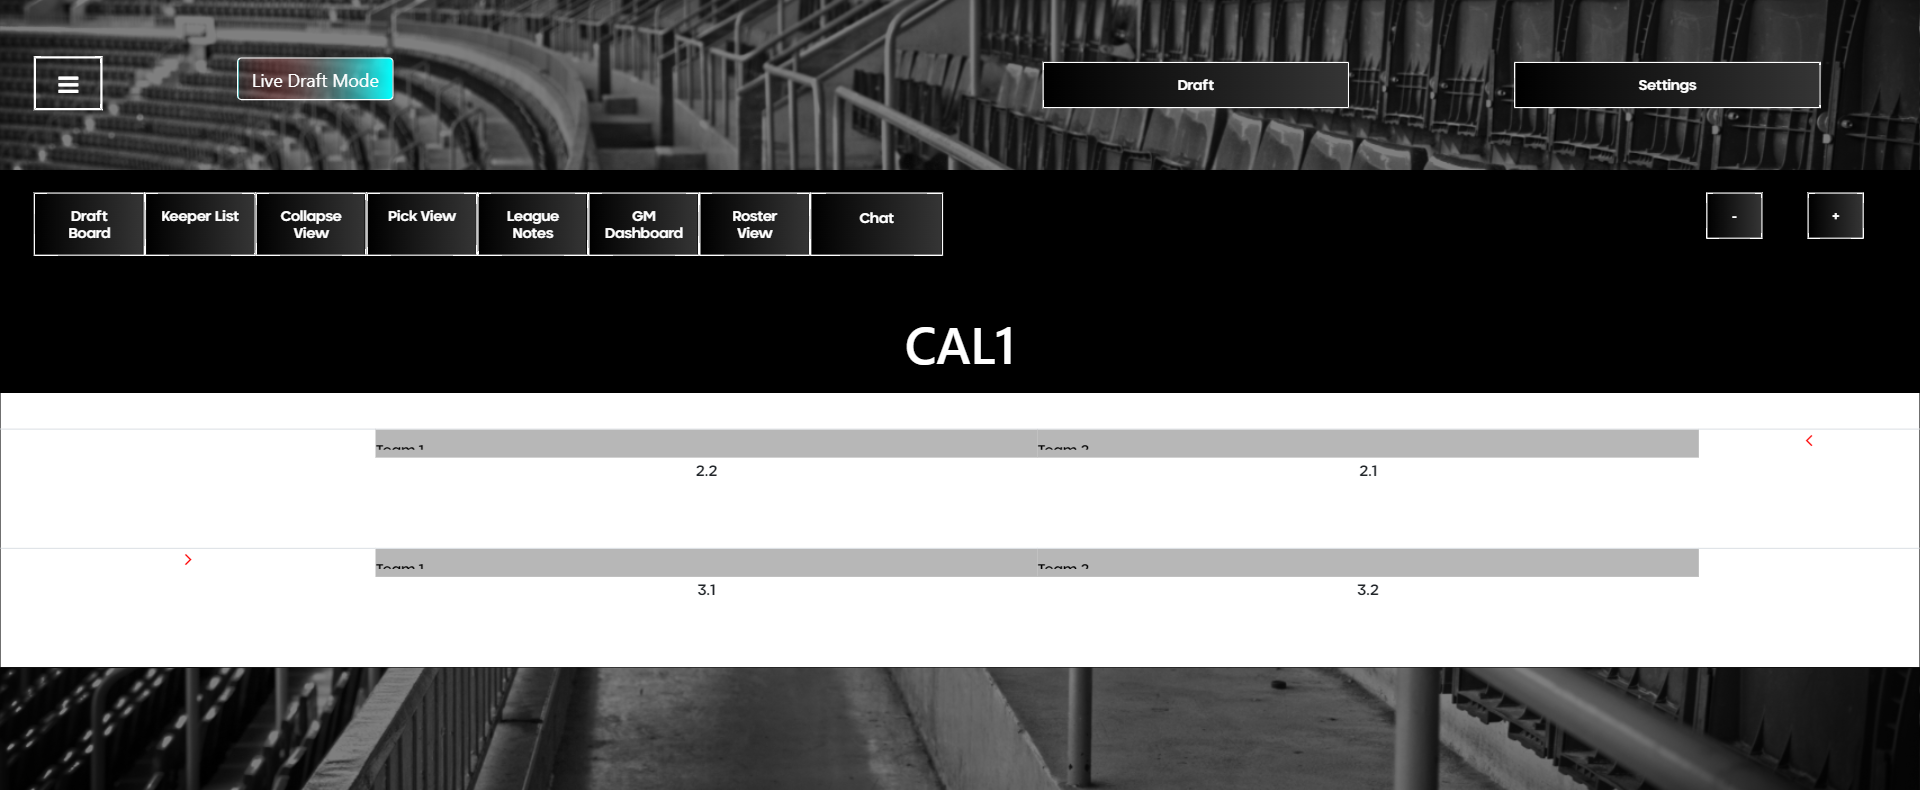 Live Draft Mode
Draft
Settings
Draft
Board
Keeper List
Collapse
View
Pick View
League
Notes
GM
Dashboard
Roster
View
Chat
-
+
CAL1
Team 1
Team 2
2.2
2.1
Team 1
Team 2
3.1
3.2